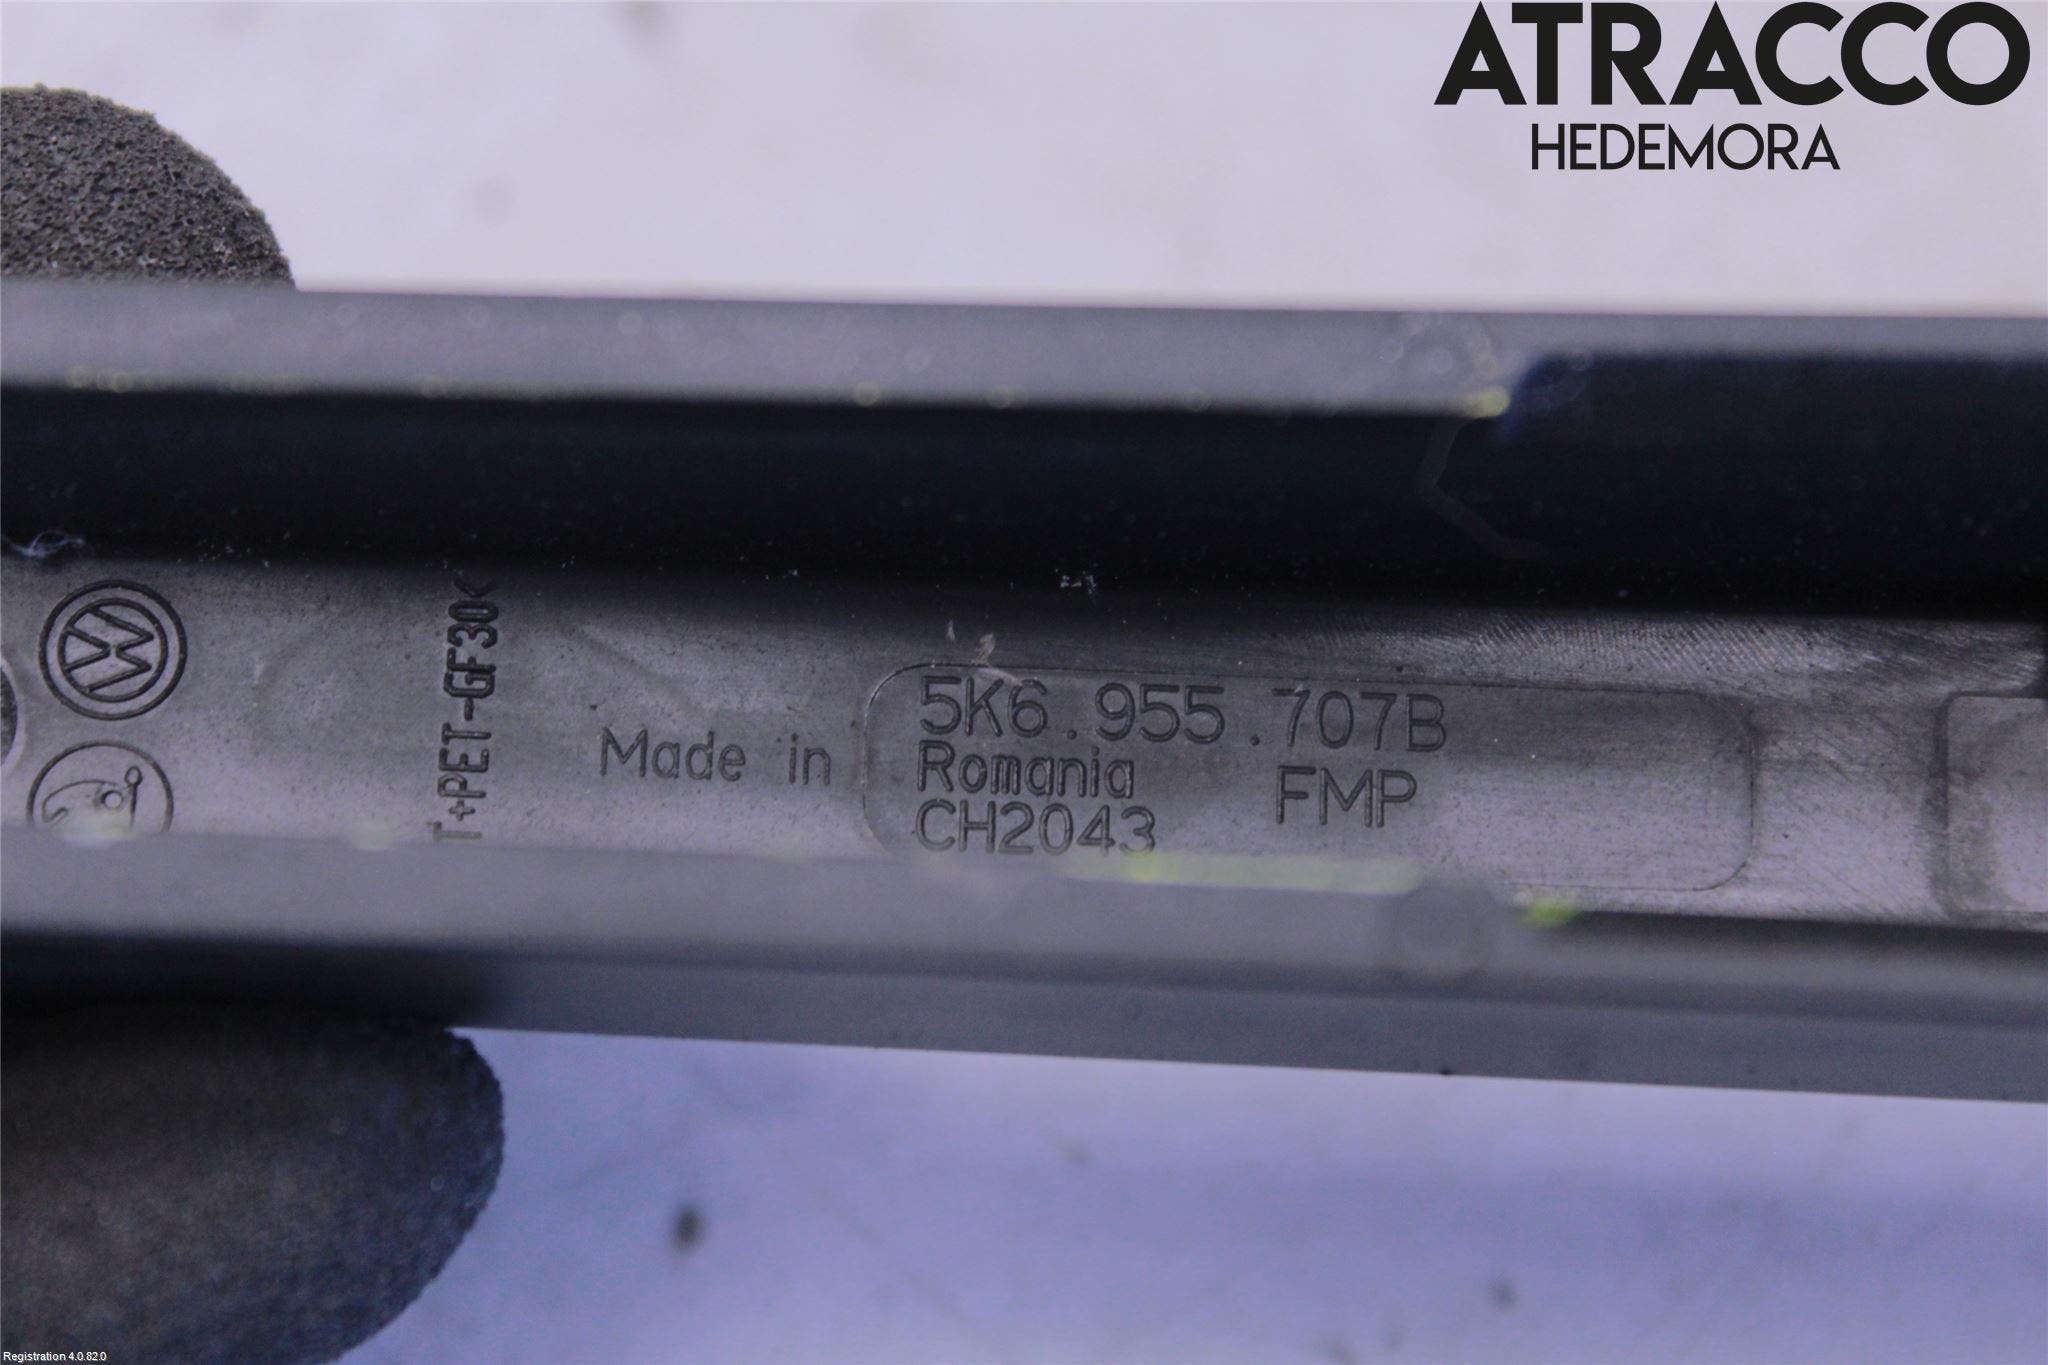 ATRACCO
HEDEMORA
T+PET-GF30<
Made in
5K6.955.707B
Romania
FMP
CH2043
Registration 4.0.82.0